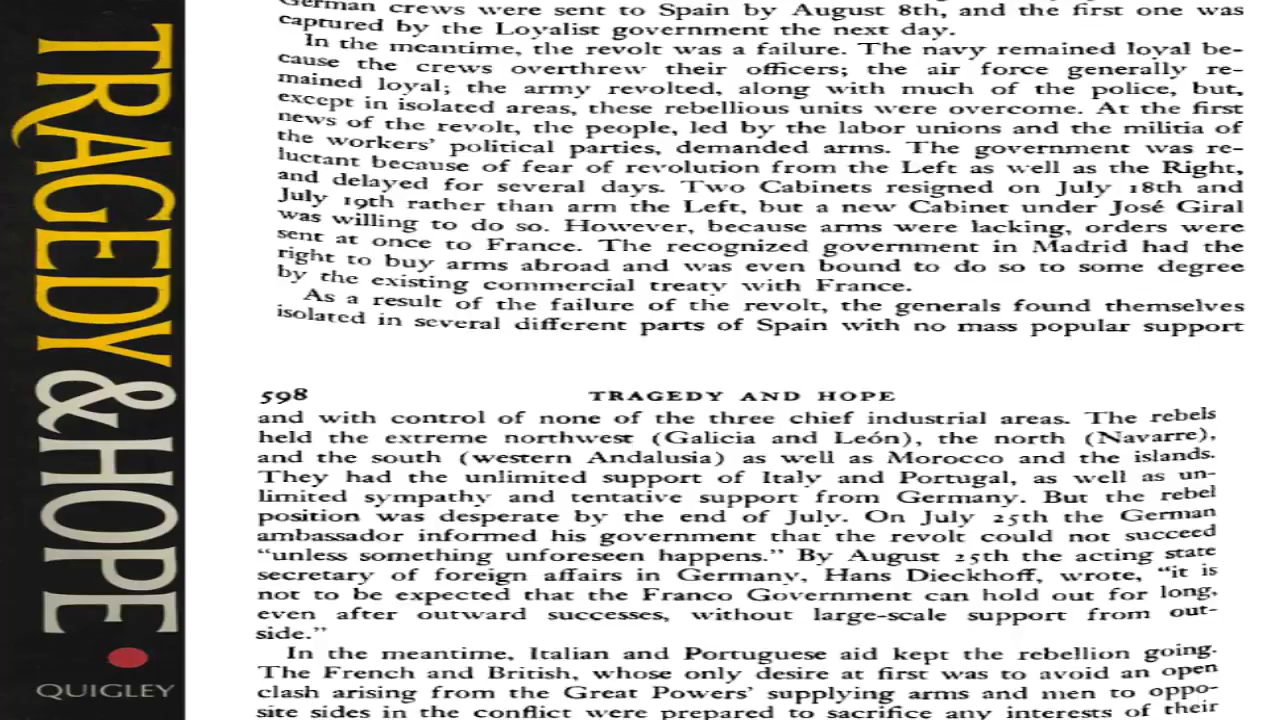 TRAGEDY & HOPE
QUIGLEY
German crews were sent to Spain by August 8th, and the first one was
captured by the Loyalist government the next day.
In the meantime, the revolt was a failure. The navy remained loyal be-
cause the crews overthrew their officers; the air force generally re-
mained loyal; the army revolted, along with much of the police, but,
except in isolated areas, these rebellious units were overcome. At the first
news of the revolt, the people, led by the labor unions and the militia of
the workers' political parties, demanded arms. The government was re-
luctant because of fear of revolution from the Left as well as the Right,
and delayed for several days. Two Cabinets resigned on July 18th and
July 19th rather than arm the Left, but a new Cabinet under José Giral
was willing to do so. However, because arms were lacking, orders were
sent at once to France. The recognized government in Madrid had the
right to buy arms abroad and was even bound to do so to some degree
by the existing commercial treaty with France.
As a result of the failure of the revolt, the generals found themselves
isolated in several different parts of Spain with no mass popular support
598 TRAGEDY AND HOPE
and with control of none of the three chief industrial areas. The rebels
held the extreme northwest (Galicia and León), the north (Navarre),
and the south (western Andalusia) as well as Morocco and the islands.
They had the unlimited support of Italy and Portugal, as well as un-
limited sympathy and tentative support from Germany. But the rebel
position was desperate by the end of July. On July 25th the German
ambassador informed his government that the revolt could not succeed
"unless something unforeseen happens." By August 25th the acting state
secretary of foreign affairs in Germany, Hans Dieckhoff, wrote, "it is
not to be expected that the Franco Government can hold out for long,
even after outward successes, without large-scale support from out-
side."
In the meantime, Italian and Portuguese aid kept the rebellion going.
The French and British, whose only desire at first was to avoid an open
clash arising from the Great Powers' supplying arms and men to oppo-
site sides in the conflict were prepared to sacrifice any interests of their